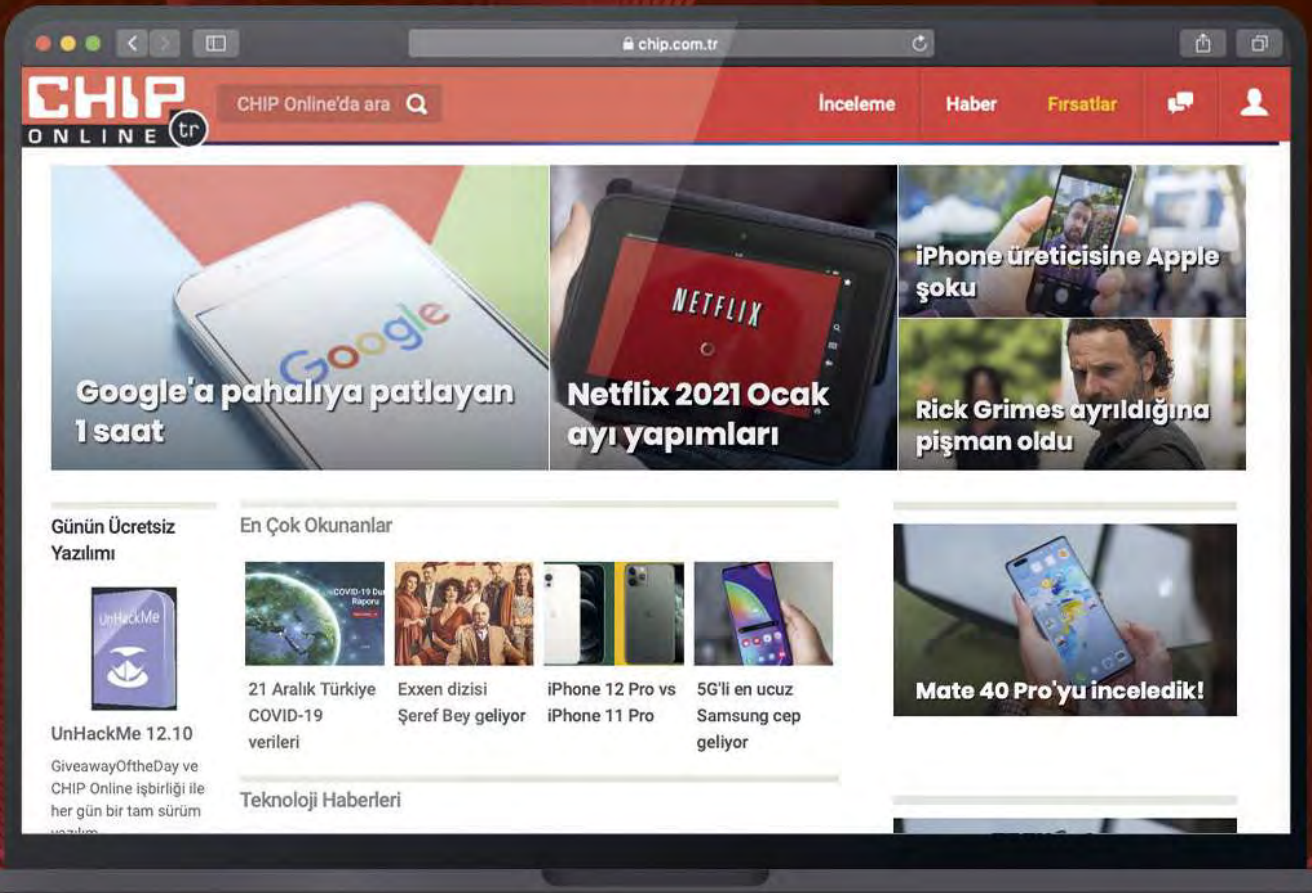 chip.com.tr
CHIP
ONLINE tr
CHIP Online'da ara
İnceleme
Haber
Fırsatlar
Google
Google'a pahalıya patlayan
1 saat
NETFLIX
Netflix 2021 Ocak
ayı yapımları
iPhone üreticisine Apple
şoku
Rick Grimes ayrıldığına
pişman oldu
Günün Ücretsiz
Yazılımı
UnHackMe
UnHackMe 12.10
GiveawayOftheDay ve
CHIP Online işbirliği ile
her gün bir tam sürüm
En Çok Okunanlar
COVID-19
Raporu
21 Aralık Türkiye
COVID-19
verileri
Exxen dizisi
Şeref Bey geliyor
iPhone 12 Pro vs
iPhone 11 Pro
5G'li en ucuz
Samsung cep
geliyor
Teknoloji Haberleri
Mate 40 Pro'yu inceledik!